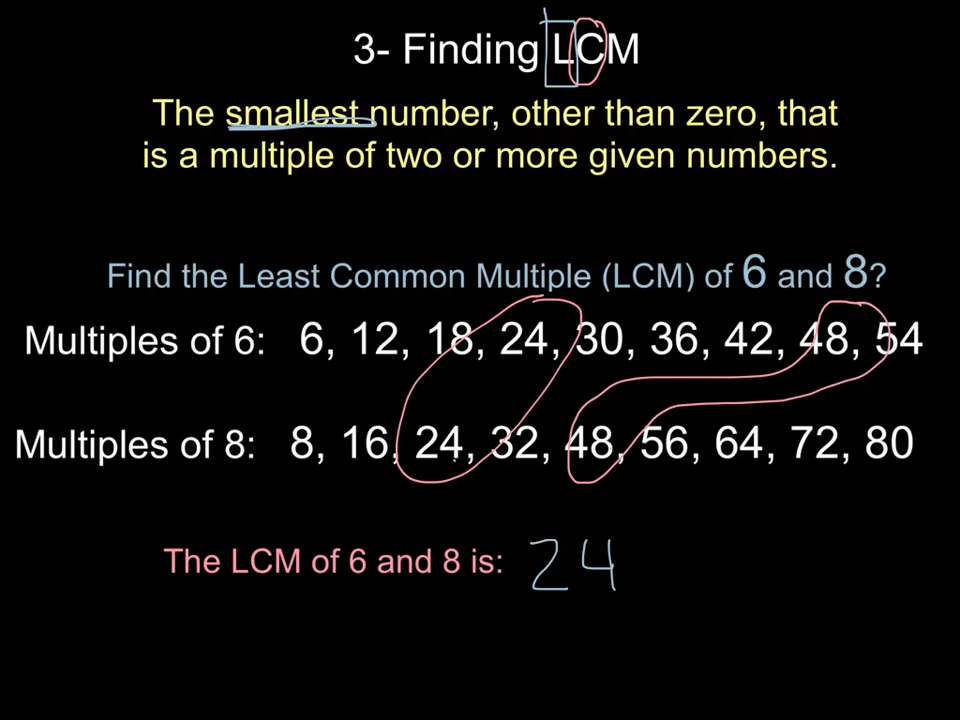 3- Finding LCM
The smallest number, other than zero, that
is a multiple of two or more given numbers.
Find the Least Common Multiple (LCM) of 6 and 8?
Multiples of 6: 6, 12, 18, 24, 30, 36, 42, 48, 54
Multiples of 8: 8, 16, 24, 32, 48, 56, 64, 72, 80
The LCM of 6 and 8 is: 24